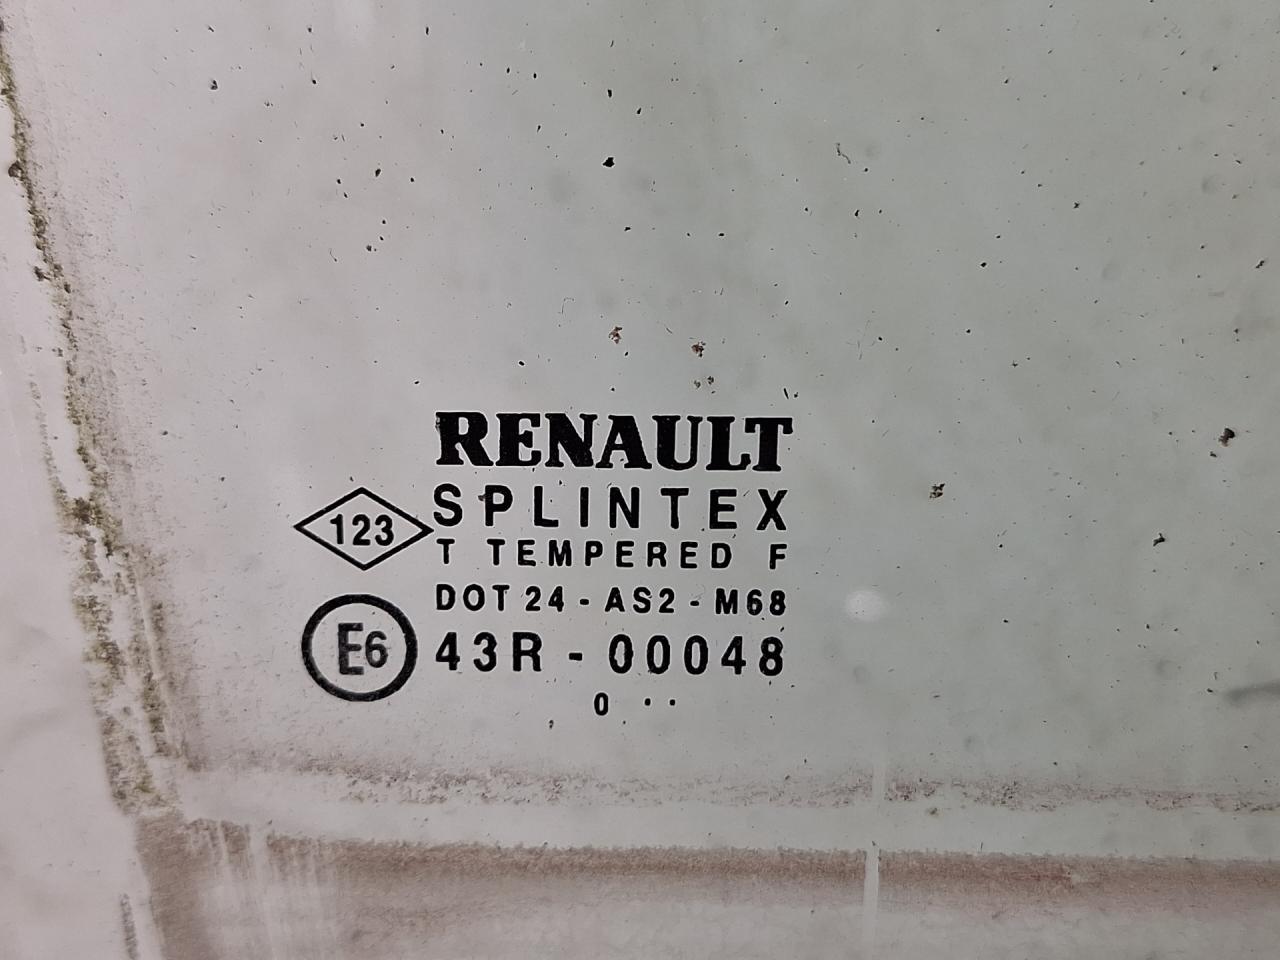 RENAULT
SPLINTEX
123
T TEMPERED F
DOT 24 - AS2 - M68
E6 43R - 00048
0 ··